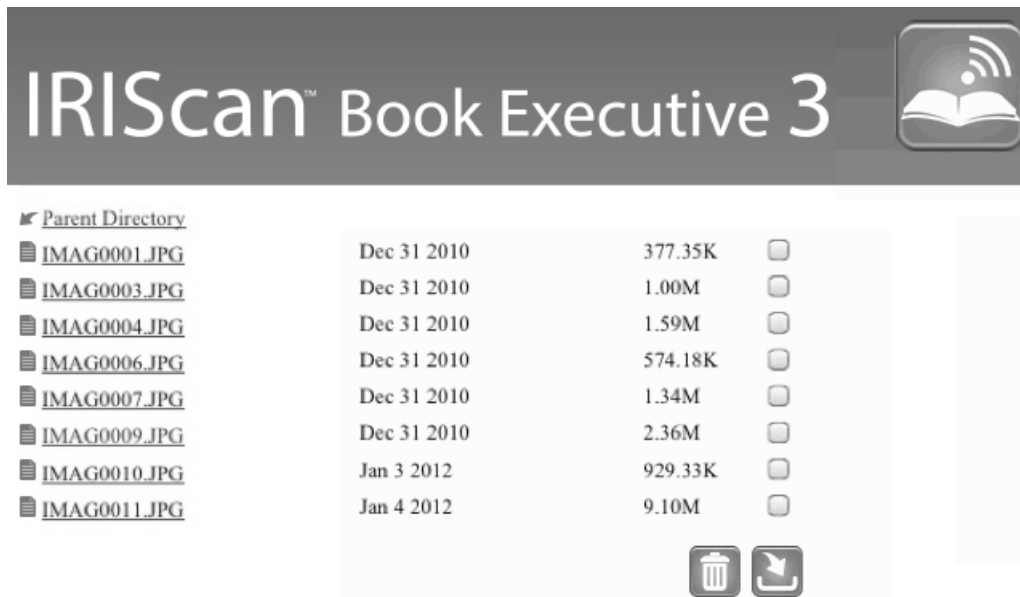 IRIScan™ Book Executive 3
Parent Directory
IMAG0001.JPG Dec 31 2010 377.35K
IMAG0003.JPG Dec 31 2010 1.00M
IMAG0004.JPG Dec 31 2010 1.59M
IMAG0006.JPG Dec 31 2010 574.18K
IMAG0007.JPG Dec 31 2010 1.34M
IMAG0009.JPG Dec 31 2010 2.36M
IMAG0010.JPG Jan 3 2012 929.33K
IMAG0011.JPG Jan 4 2012 9.10M